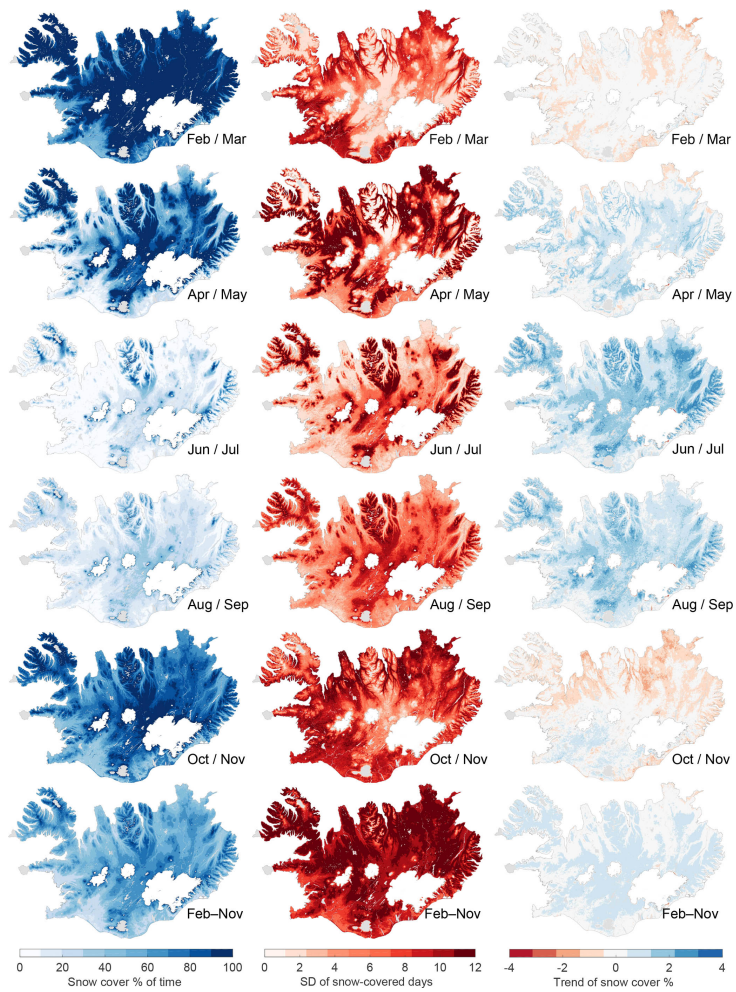 Feb / Mar Feb / Mar Feb / Mar
Apr / May Apr / May Apr / May
Jun / Jul Jun / Jul Jun / Jul
Aug / Sep Aug / Sep Aug / Sep
Oct / Nov Oct / Nov Oct / Nov
Feb–Nov Feb–Nov Feb–Nov
0 20 40 60 80 100 0 2 4 6 8 10 12 -4 -2 0 2 4
Snow cover % of time SD of snow-covered days Trend of snow cover %